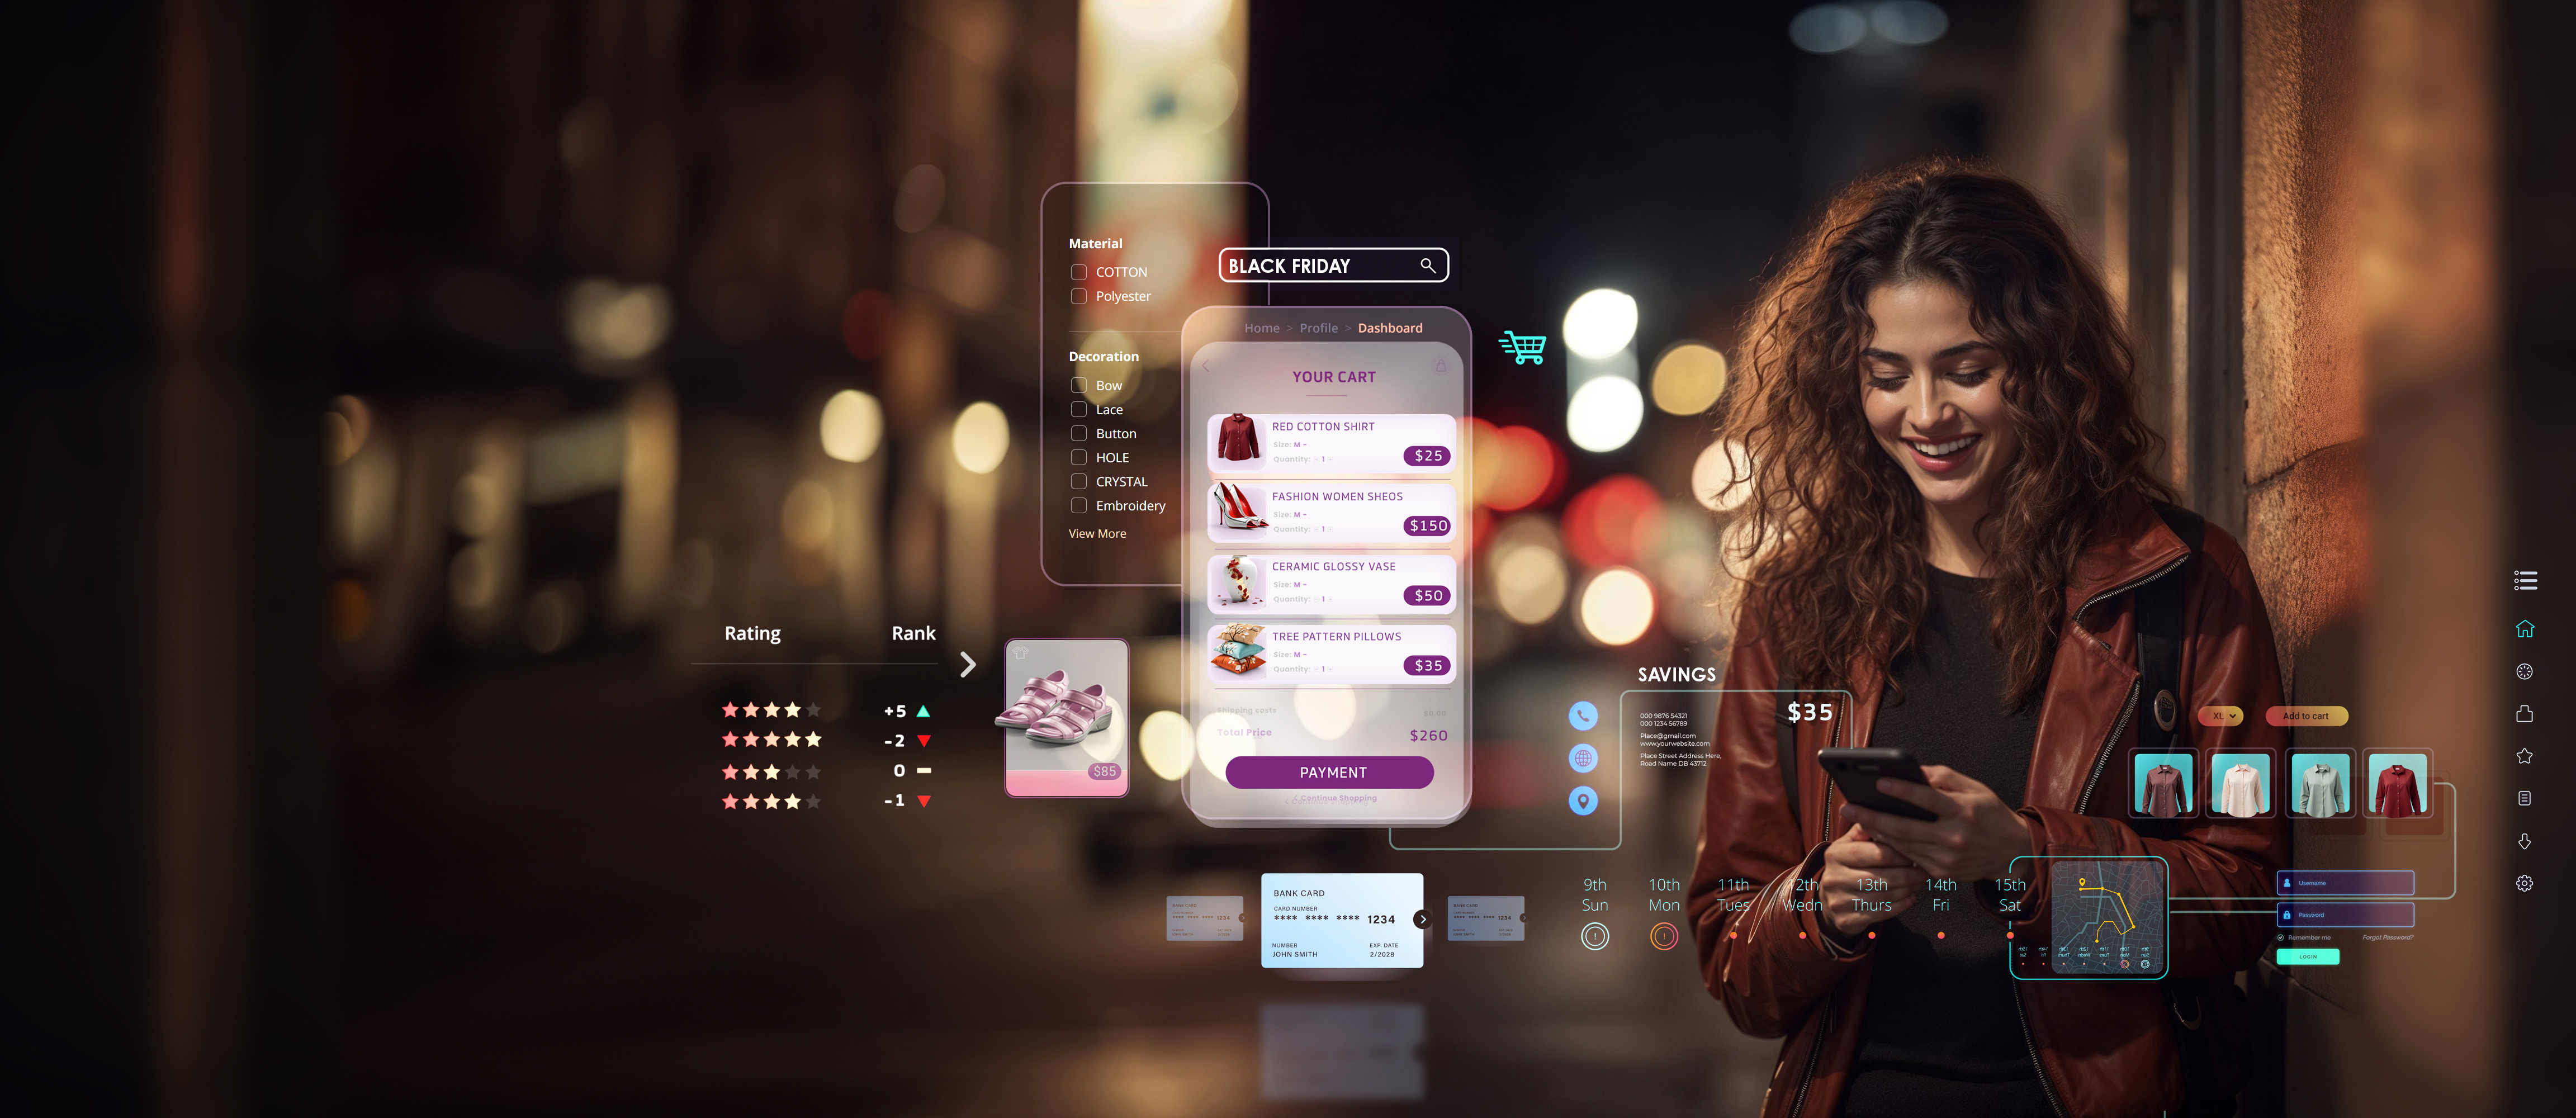 Material
COTTON
Polyester
Decoration
Bow
Lace
Button
HOLE
CRYSTAL
Embroidery
View More
BLACK FRIDAY
Home > Profile > Dashboard
YOUR CART
RED COTTON SHIRT
Size: M -
Quantity: 1
$25
FASHION WOMEN SHEOS
Size: M -
Quantity: 1
$150
CERAMIC GLOSSY VASE
Size: M -
Quantity: 1
$50
TREE PATTERN PILLOWS
Size: M -
Quantity: 1
$35
Shipping costs $0.00
Total Price $260
PAYMENT
Continue Shopping
Rating Rank
+5
-2
0
-1
$85
SAVINGS
$35
000 9876 54321
000 1234 56789
Place@gmail.com
www.yourwebsite.com
Place Street Address Here,
Road Name DB 43712
BANK CARD
CARD NUMBER
**** **** **** 1234
NUMBER EXP. DATE
JOHN SMITH 2/2028
9th 10th 11th 12th 13th 14th 15th
Sun Mon Tues Wedn Thurs Fri Sat
XL Add to cart
Username
Password
Remember me Forgot Password?
LOGIN